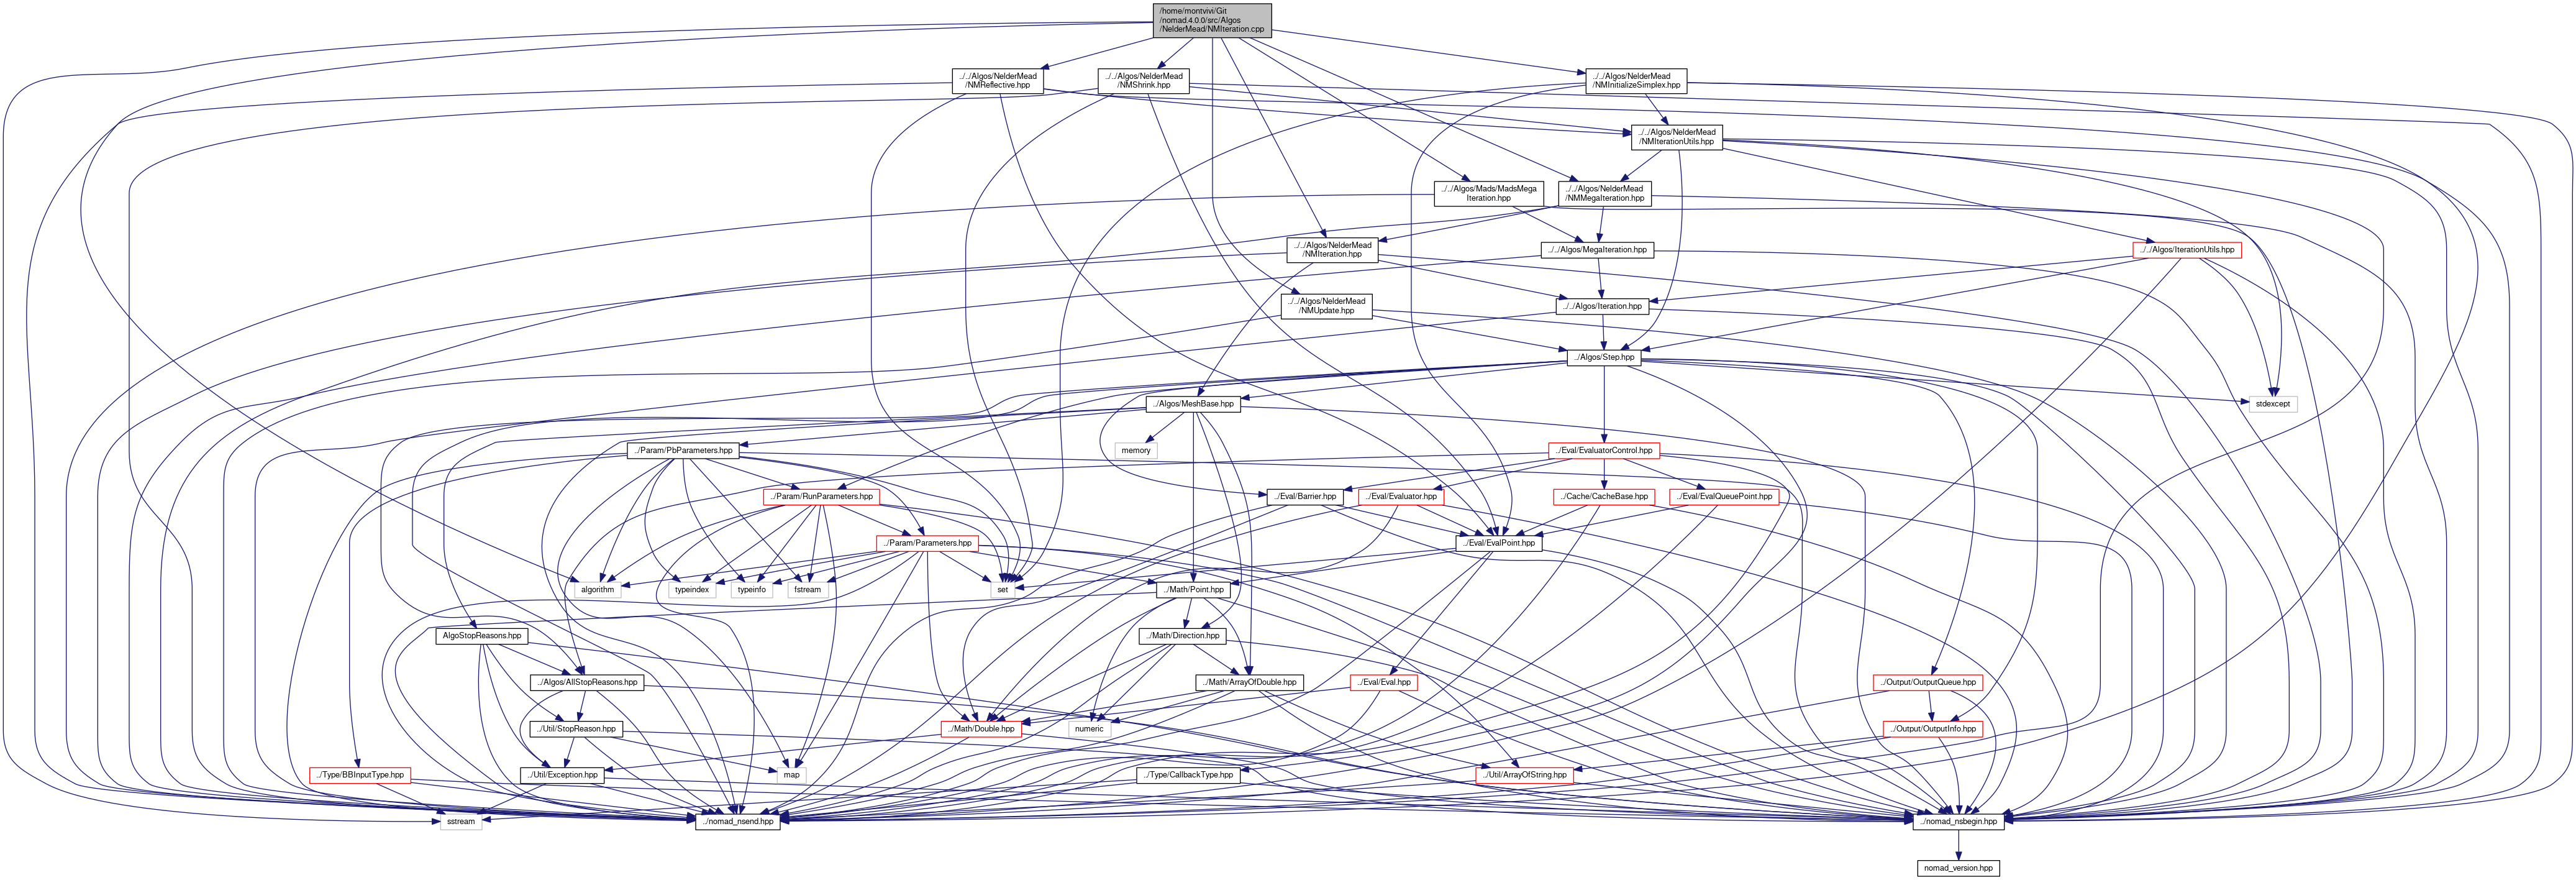 /home/montvivi/Git
/nomad.4.0.0/src/Algos
/NelderMead/NMIteration.cpp
../../Algos/NelderMead
/NMReflective.hpp
../../Algos/NelderMead
/NMShrink.hpp
../../Algos/NelderMead
/NMInitializeSimplex.hpp
../../Algos/NelderMead
/NMIterationUtils.hpp
../../Algos/Mads/MadsMega
Iteration.hpp
../../Algos/NelderMead
/NMMegaIteration.hpp
../../Algos/NelderMead
/NMIteration.hpp
../../Algos/MegaIteration.hpp
../../Algos/IterationUtils.hpp
../../Algos/NelderMead
/NMUpdate.hpp
../../Algos/Iteration.hpp
../Algos/Step.hpp
../Algos/MeshBase.hpp
stdexcept
../Param/PbParameters.hpp
memory
../Eval/EvaluatorControl.hpp
../Param/RunParameters.hpp
../Eval/Barrier.hpp
../Eval/Evaluator.hpp
../Cache/CacheBase.hpp
../Eval/EvalQueuePoint.hpp
../Param/Parameters.hpp
../Eval/EvalPoint.hpp
algorithm
typeindex
typeinfo
fstream
set
../Math/Point.hpp
AlgoStopReasons.hpp
../Math/Direction.hpp
../Algos/AllStopReasons.hpp
../Math/ArrayOfDouble.hpp
../Eval/Eval.hpp
../Output/OutputQueue.hpp
../Util/StopReason.hpp
../Math/Double.hpp
numeric
../Output/OutputInfo.hpp
../Type/BBInputType.hpp
../Util/Exception.hpp
map
../Type/CallbackType.hpp
../Util/ArrayOfString.hpp
sstream
../nomad_nsend.hpp
../nomad_nsbegin.hpp
nomad_version.hpp